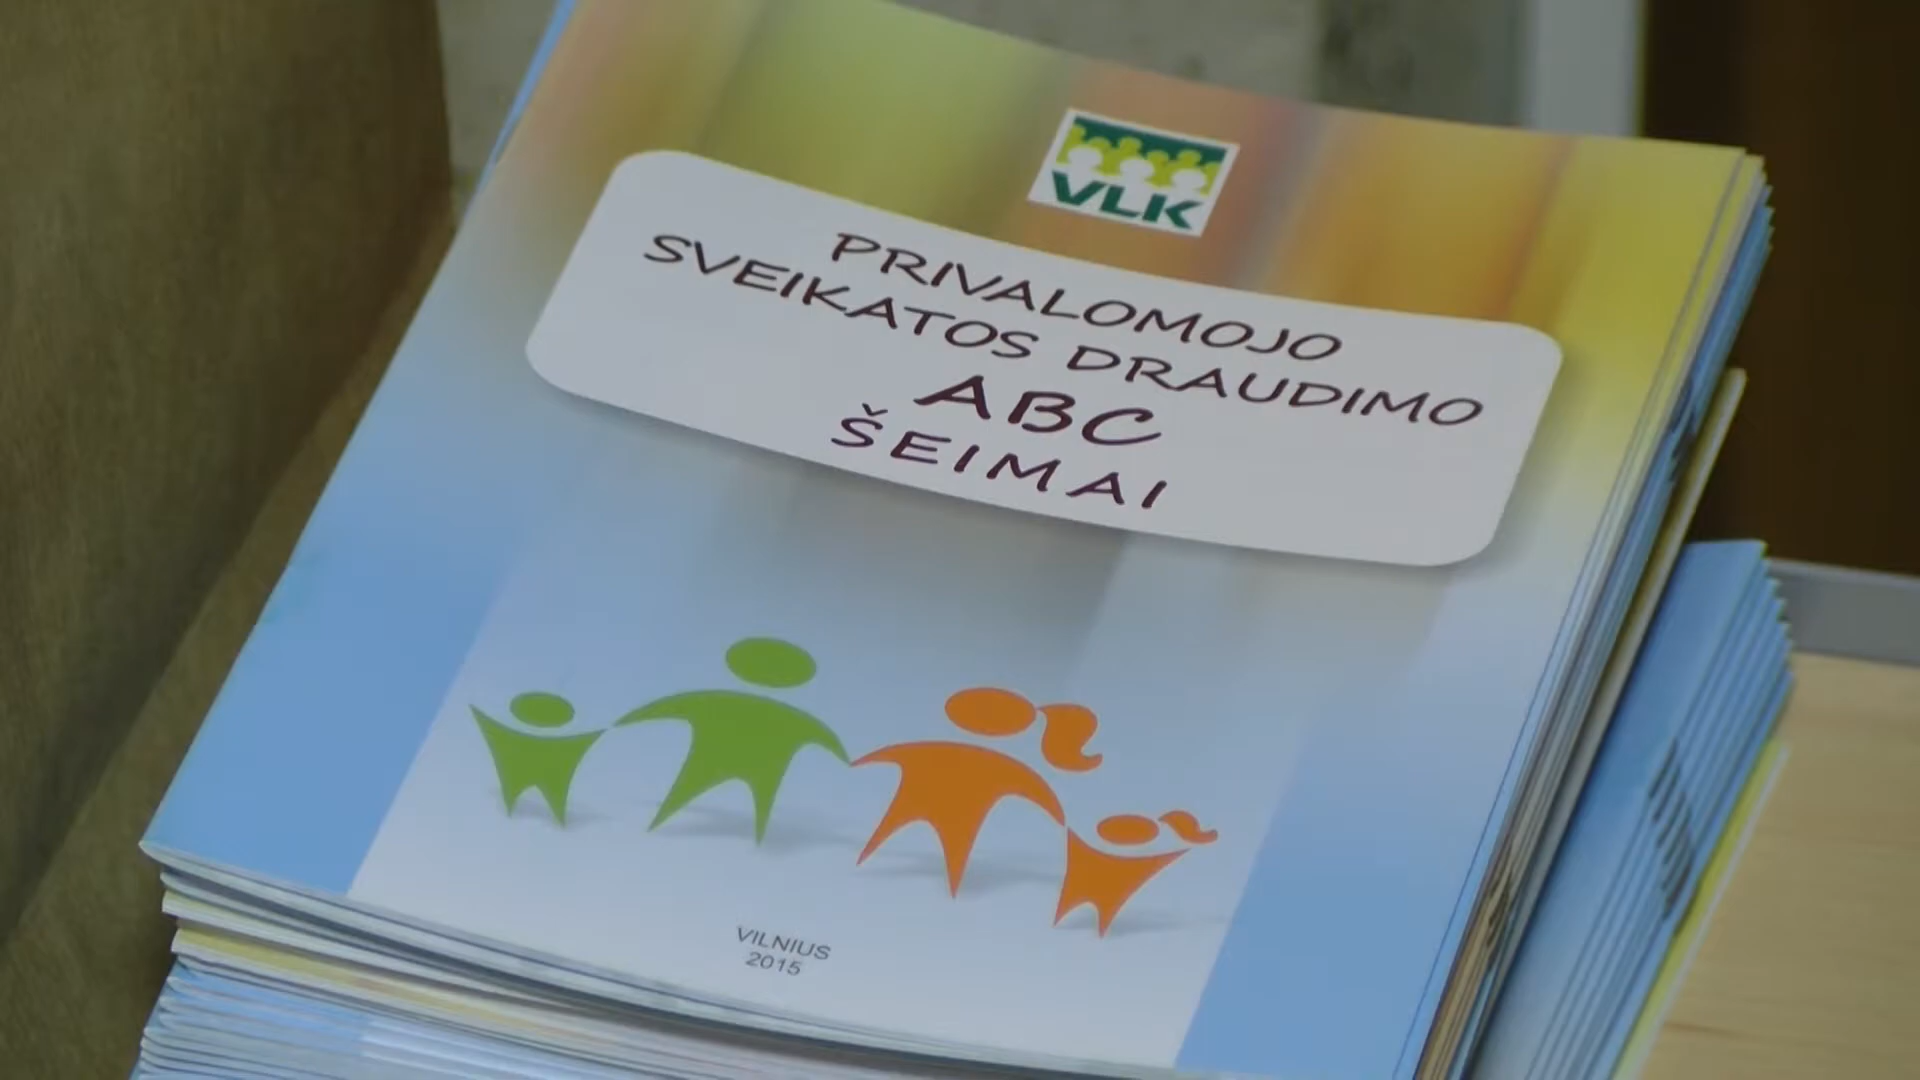 VLK
PRIVALOMOJO
SVEIKATOS DRAUDIMO
ABC
ŠEIMAI
VILNIUS
2015